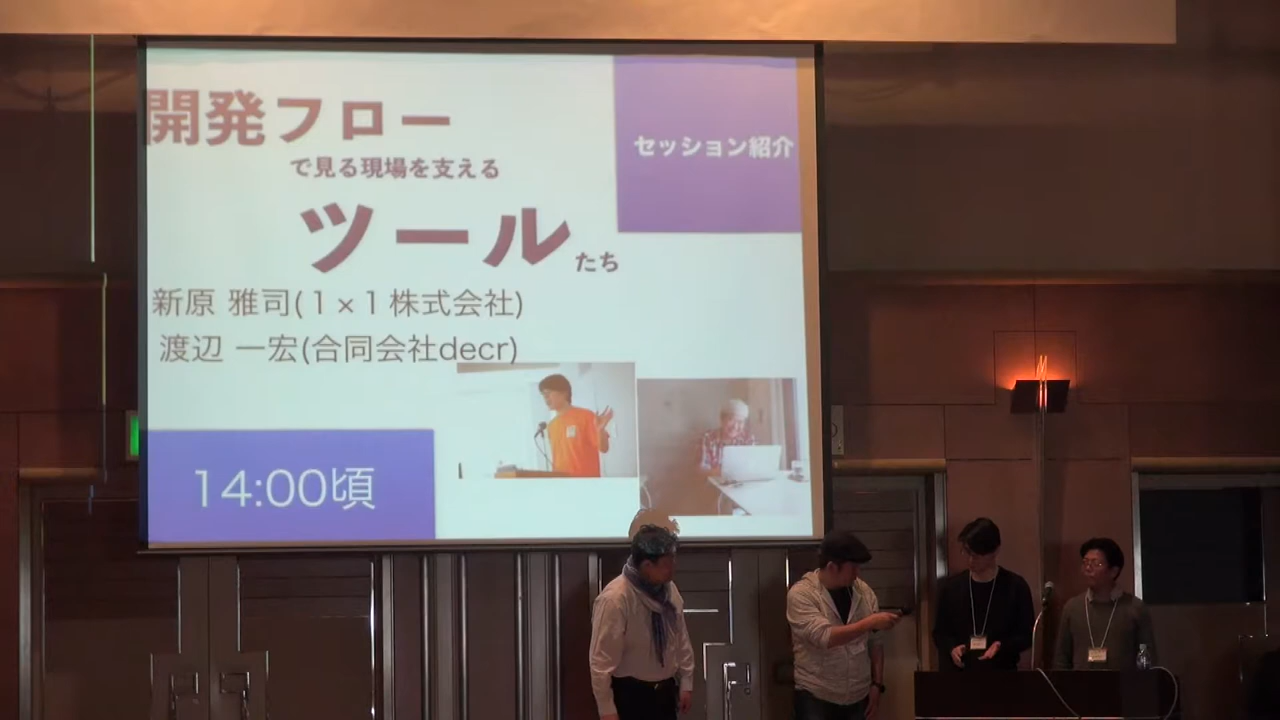 開発フロー
で見る現場を支える
ツール
たち
セッション紹介
新原 雅司(１×１株式会社)
渡辺 一宏(合同会社decr)
14:00頃